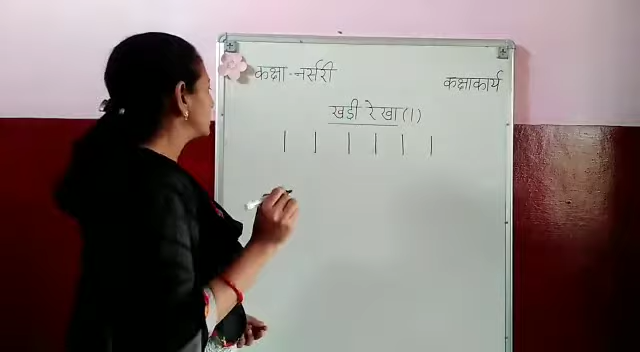 कक्षा - नर्सरी
कक्षाकार्य
खड़ी रेखा (।)
। । । । । ।